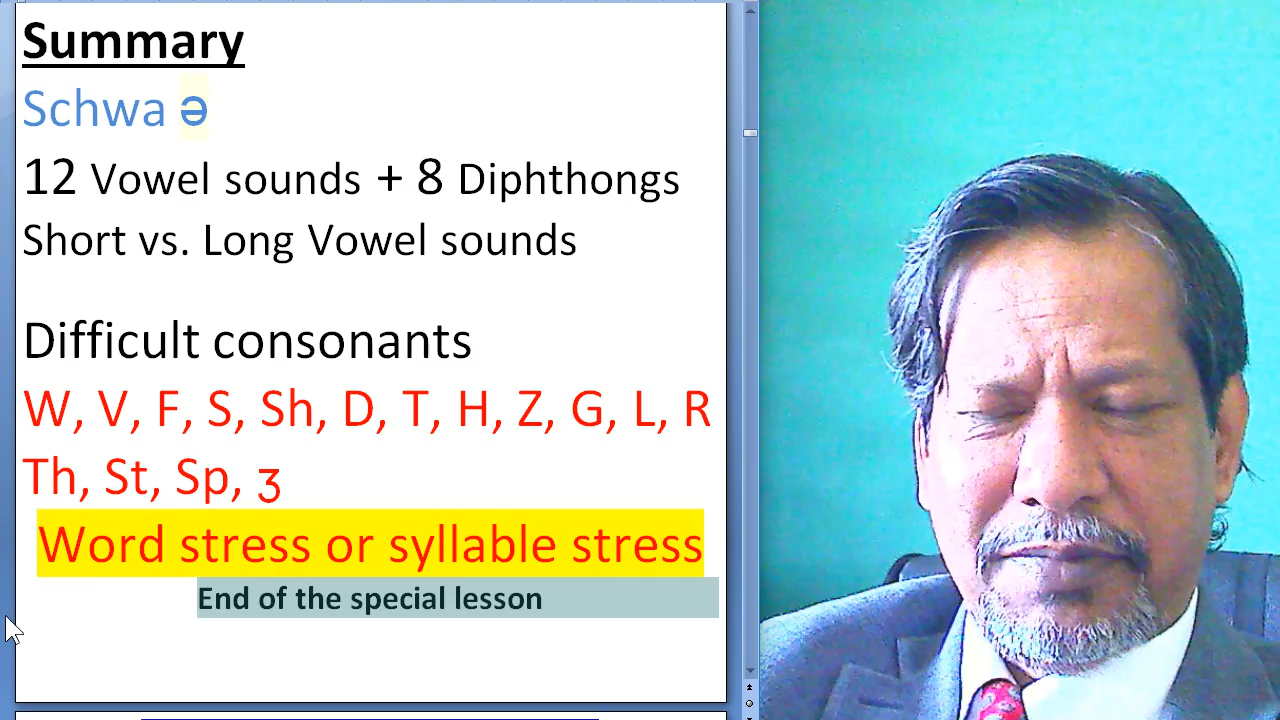 Summary
Schwa ə
12 Vowel sounds + 8 Diphthongs
Short vs. Long Vowel sounds
Difficult consonants
W, V, F, S, Sh, D, T, H, Z, G, L, R
Th, St, Sp, ʒ
Word stress or syllable stress
End of the special lesson